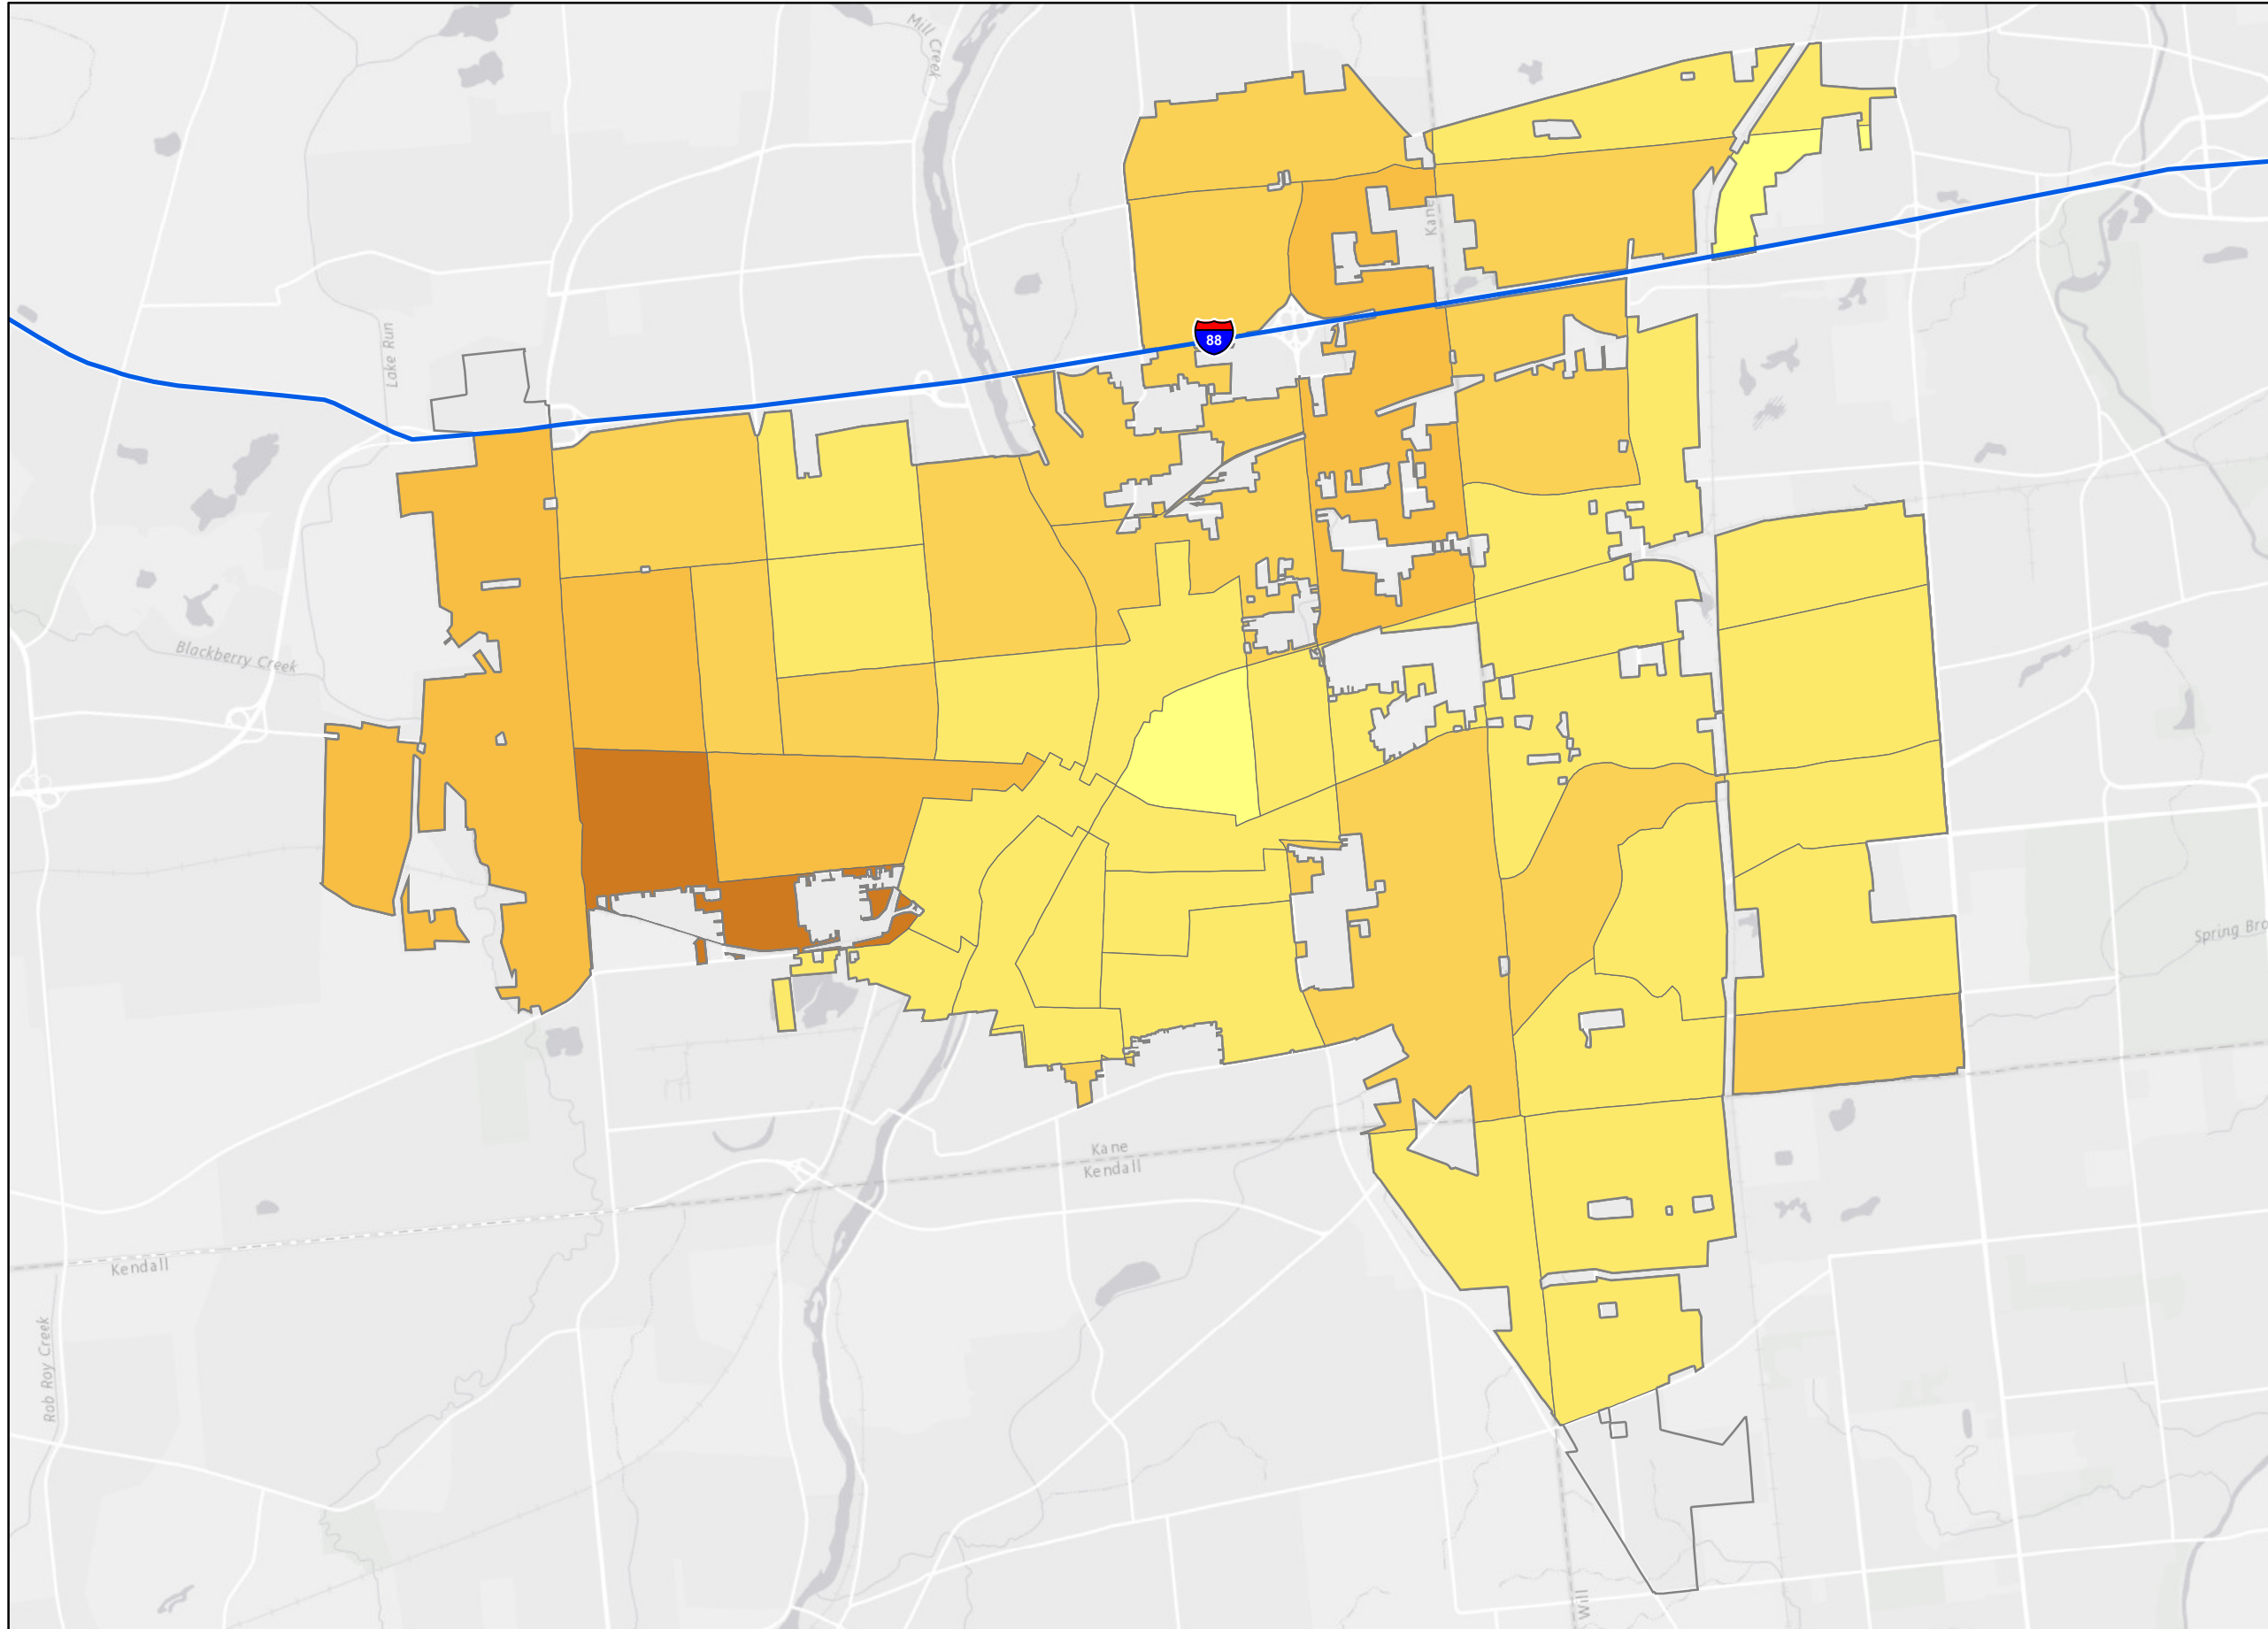 Mill Creek
Kane
Lake Run
88
Blackberry Creek
Spring Bro
Kane
Kendall
Kendall
Rob Roy Creek
Will